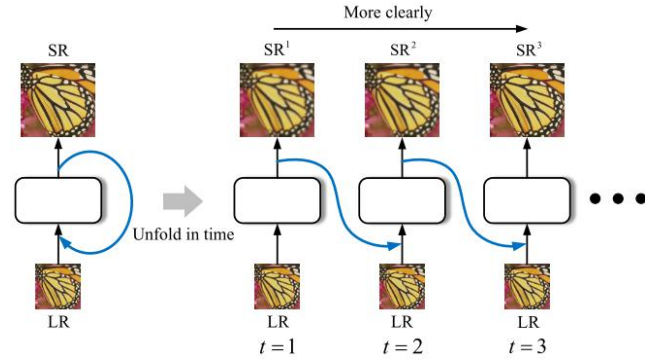 More clearly
SR
SR¹
SR²
SR³
Unfold in time
LR
LR
LR
LR
t = 1
t = 2
t = 3